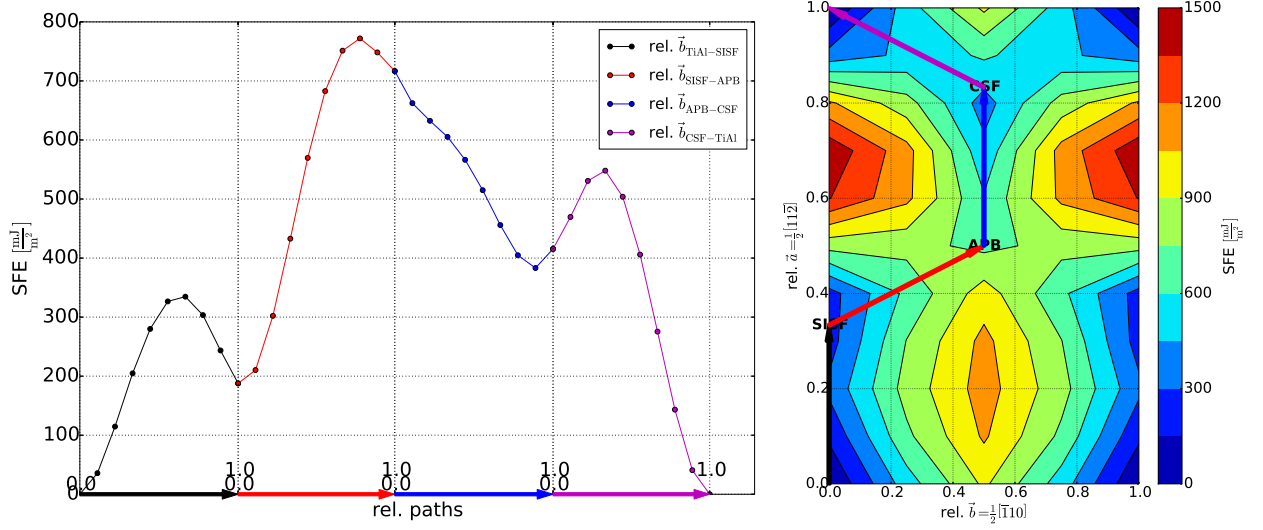 800
700
600
500
400
300
200
100
0
SFE [mJ/m²]
0.0
1.0
0.0
1.0
0.0
1.0
0.0
1.0
rel. paths
rel. b⃗ TiAl−SISF
rel. b⃗ SISF−APB
rel. b⃗ APB−CSF
rel. b⃗ CSF−TiAl
1.0
0.8
0.6
0.4
0.2
0.0
rel. a⃗ = ½[112̅]
CSF
APB
SISF
0.0 0.2 0.4 0.6 0.8 1.0
rel. b⃗ = ½[1̅10]
1500
1200
900
600
300
0
SFE [mJ/m²]